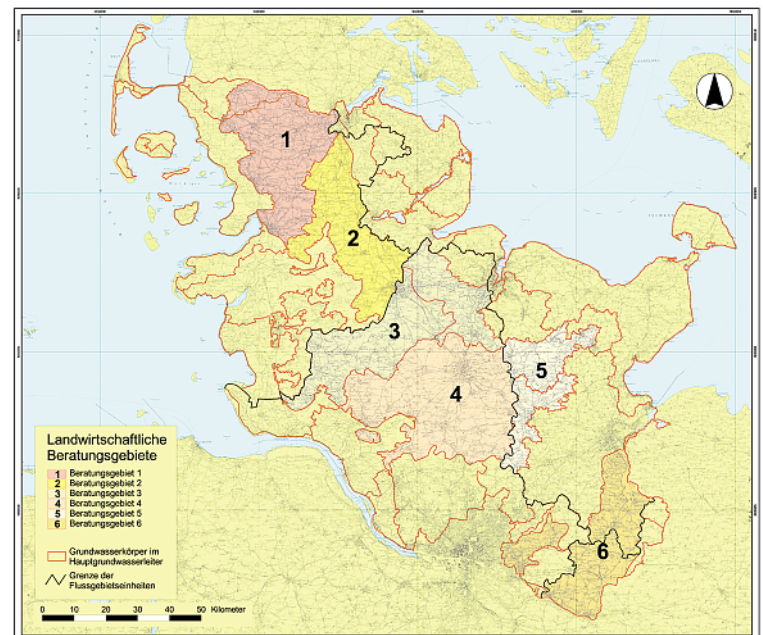 1
2
3
4
5
6
Landwirtschaftliche
Beratungsgebiete
1 Beratungsgebiet 1
2 Beratungsgebiet 2
3 Beratungsgebiet 3
4 Beratungsgebiet 4
5 Beratungsgebiet 5
6 Beratungsgebiet 6
Grundwasserkörper im
Hauptgrundwasserleiter
Grenze der
Flussgebietseinheiten
0 10 20 30 40 50 Kilometer